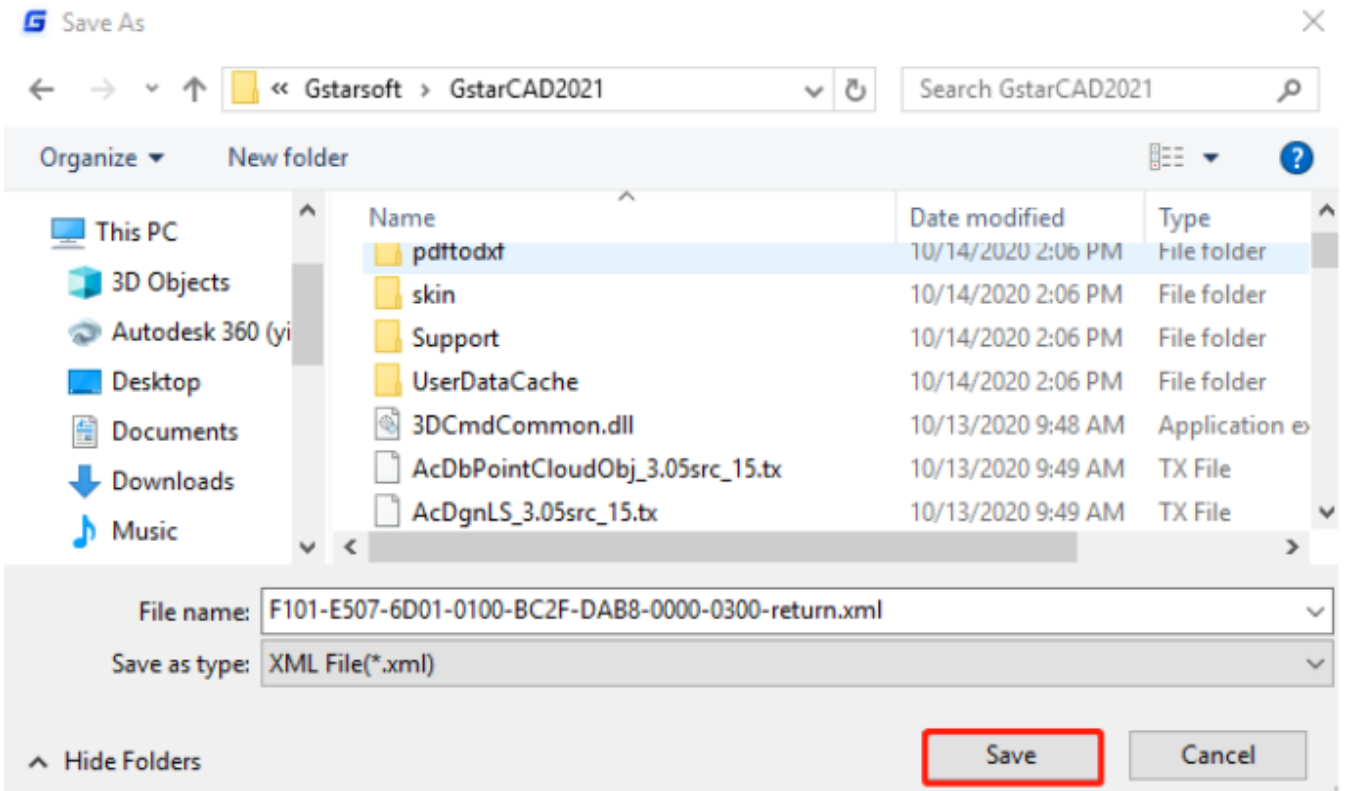 Save As
« Gstarsoft > GstarCAD2021
Search GstarCAD2021
Organize
New folder
This PC
3D Objects
Autodesk 360 (yi
Desktop
Documents
Downloads
Music
Name Date modified Type
pdftodxf 10/14/2020 2:06 PM File folder
skin 10/14/2020 2:06 PM File folder
Support 10/14/2020 2:06 PM File folder
UserDataCache 10/14/2020 2:06 PM File folder
3DCmdCommon.dll 10/13/2020 9:48 AM Application ex
AcDbPointCloudObj_3.05src_15.tx 10/13/2020 9:49 AM TX File
AcDgnLS_3.05src_15.tx 10/13/2020 9:49 AM TX File
File name: F101-E507-6D01-0100-BC2F-DAB8-0000-0300-return.xml
Save as type: XML File(*.xml)
Hide Folders
Save
Cancel